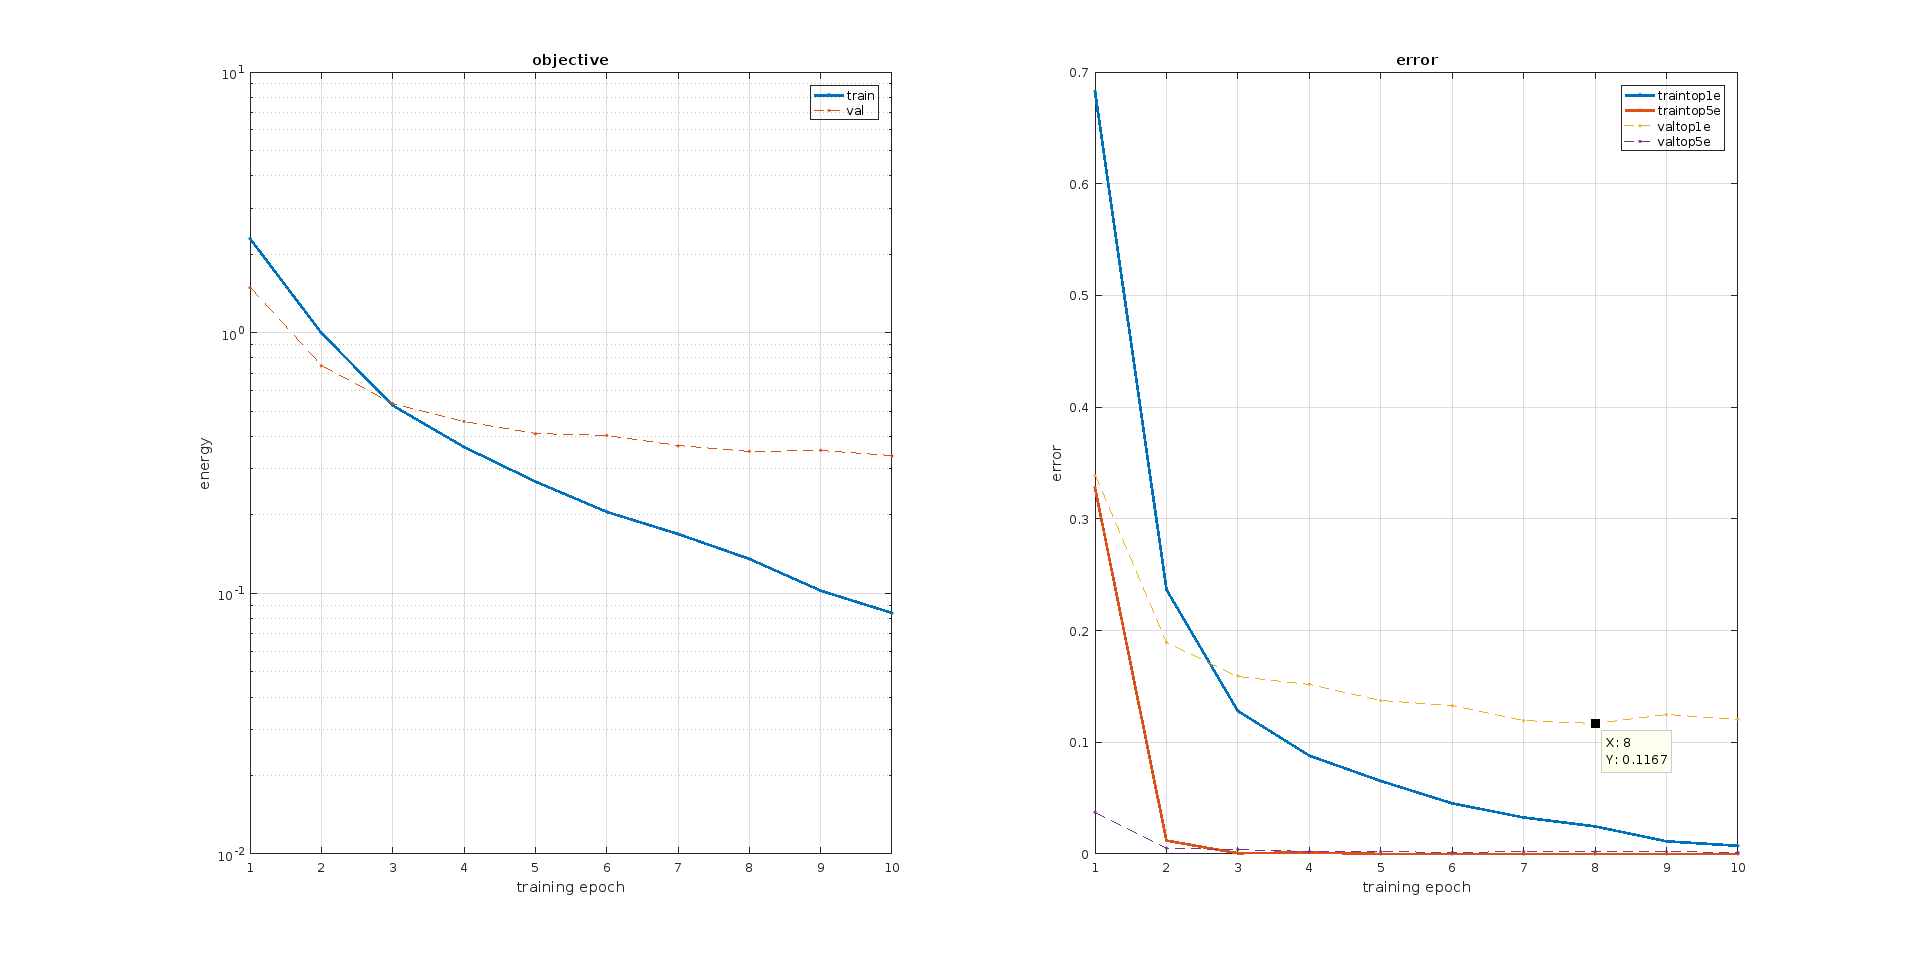 objective
10^1
10^0
10^-1
10^-2
energy
train
val
1 2 3 4 5 6 7 8 9 10
training epoch
error
0.7
0.6
0.5
0.4
0.3
0.2
0.1
0
error
traintop1e
traintop5e
valtop1e
valtop5e
X: 8
Y: 0.1167
1 2 3 4 5 6 7 8 9 10
training epoch